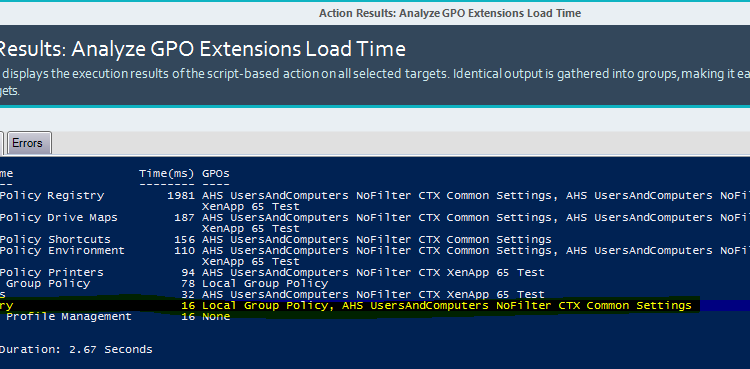 Action Results: Analyze GPO Extensions Load Time
Results: Analyze GPO Extensions Load Time
displays the execution results of the script-based action on all selected targets. Identical output is gathered into groups, making it ea
gets.
Errors
me Time(ms) GPOs
-- -------- ----
Policy Registry 1981 AHS UsersAndComputers NoFilter CTX Common Settings, AHS UsersAndComputers NoFi
XenApp 65 Test
Policy Drive Maps 187 AHS UsersAndComputers NoFilter CTX Common Settings, AHS UsersAndComputers NoFil
XenApp 65 Test
Policy Shortcuts 156 AHS UsersAndComputers NoFilter CTX Common Settings
Policy Environment 110 AHS UsersAndComputers NoFilter CTX Common Settings, AHS UsersAndComputers NoFil
XenApp 65 Test
Policy Printers 94 AHS UsersAndComputers NoFilter CTX XenApp 65 Test
Group Policy 78 Local Group Policy
s 32 AHS UsersAndComputers NoFilter CTX XenApp 65 Test
ry 16 Local Group Policy, AHS UsersAndComputers NoFilter CTX Common Settings
Profile Management 16 None
Duration: 2.67 Seconds